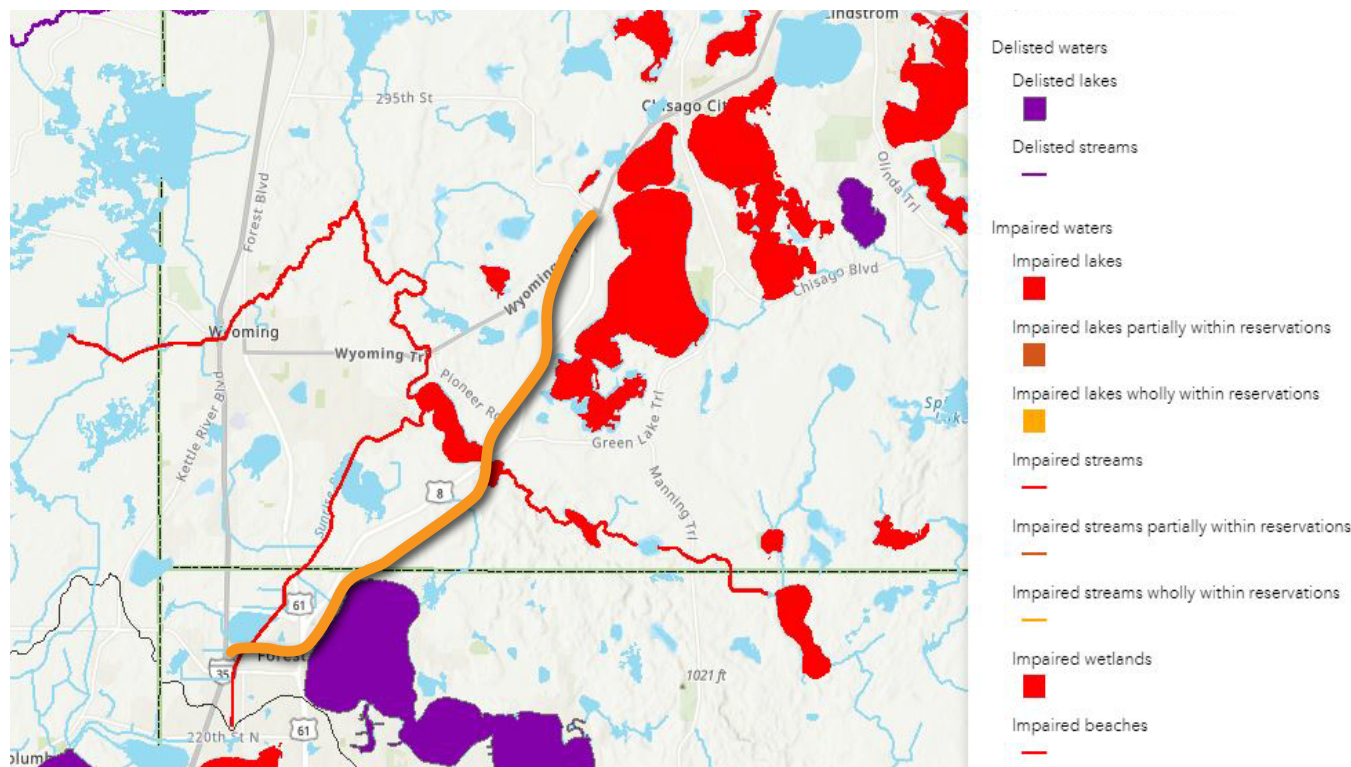 Lindstrom
295th St
Chisago City
Forest Blvd
Olinda Trl
Wyoming
Chisago Blvd
Wyoming
Wyoming Trl
Pioneer Rd
Kettle River Blvd
Green Lake Trl
8
Manning Trl
61
Forest
35
1021 ft
61
220th St N
Delisted waters
Delisted lakes
Delisted streams
Impaired waters
Impaired lakes
Impaired lakes partially within reservations
Impaired lakes wholly within reservations
Impaired streams
Impaired streams partially within reservations
Impaired streams wholly within reservations
Impaired wetlands
Impaired beaches